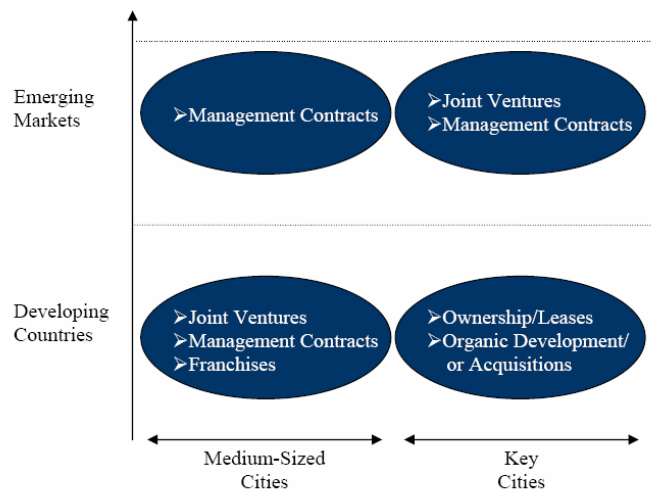 Emerging
Markets
➢Management Contracts
➢Joint Ventures
➢Management Contracts
Developing
Countries
➢Joint Ventures
➢Management Contracts
➢Franchises
➢Ownership/Leases
➢Organic Development/
or Acquisitions
Medium-Sized
Cities
Key
Cities